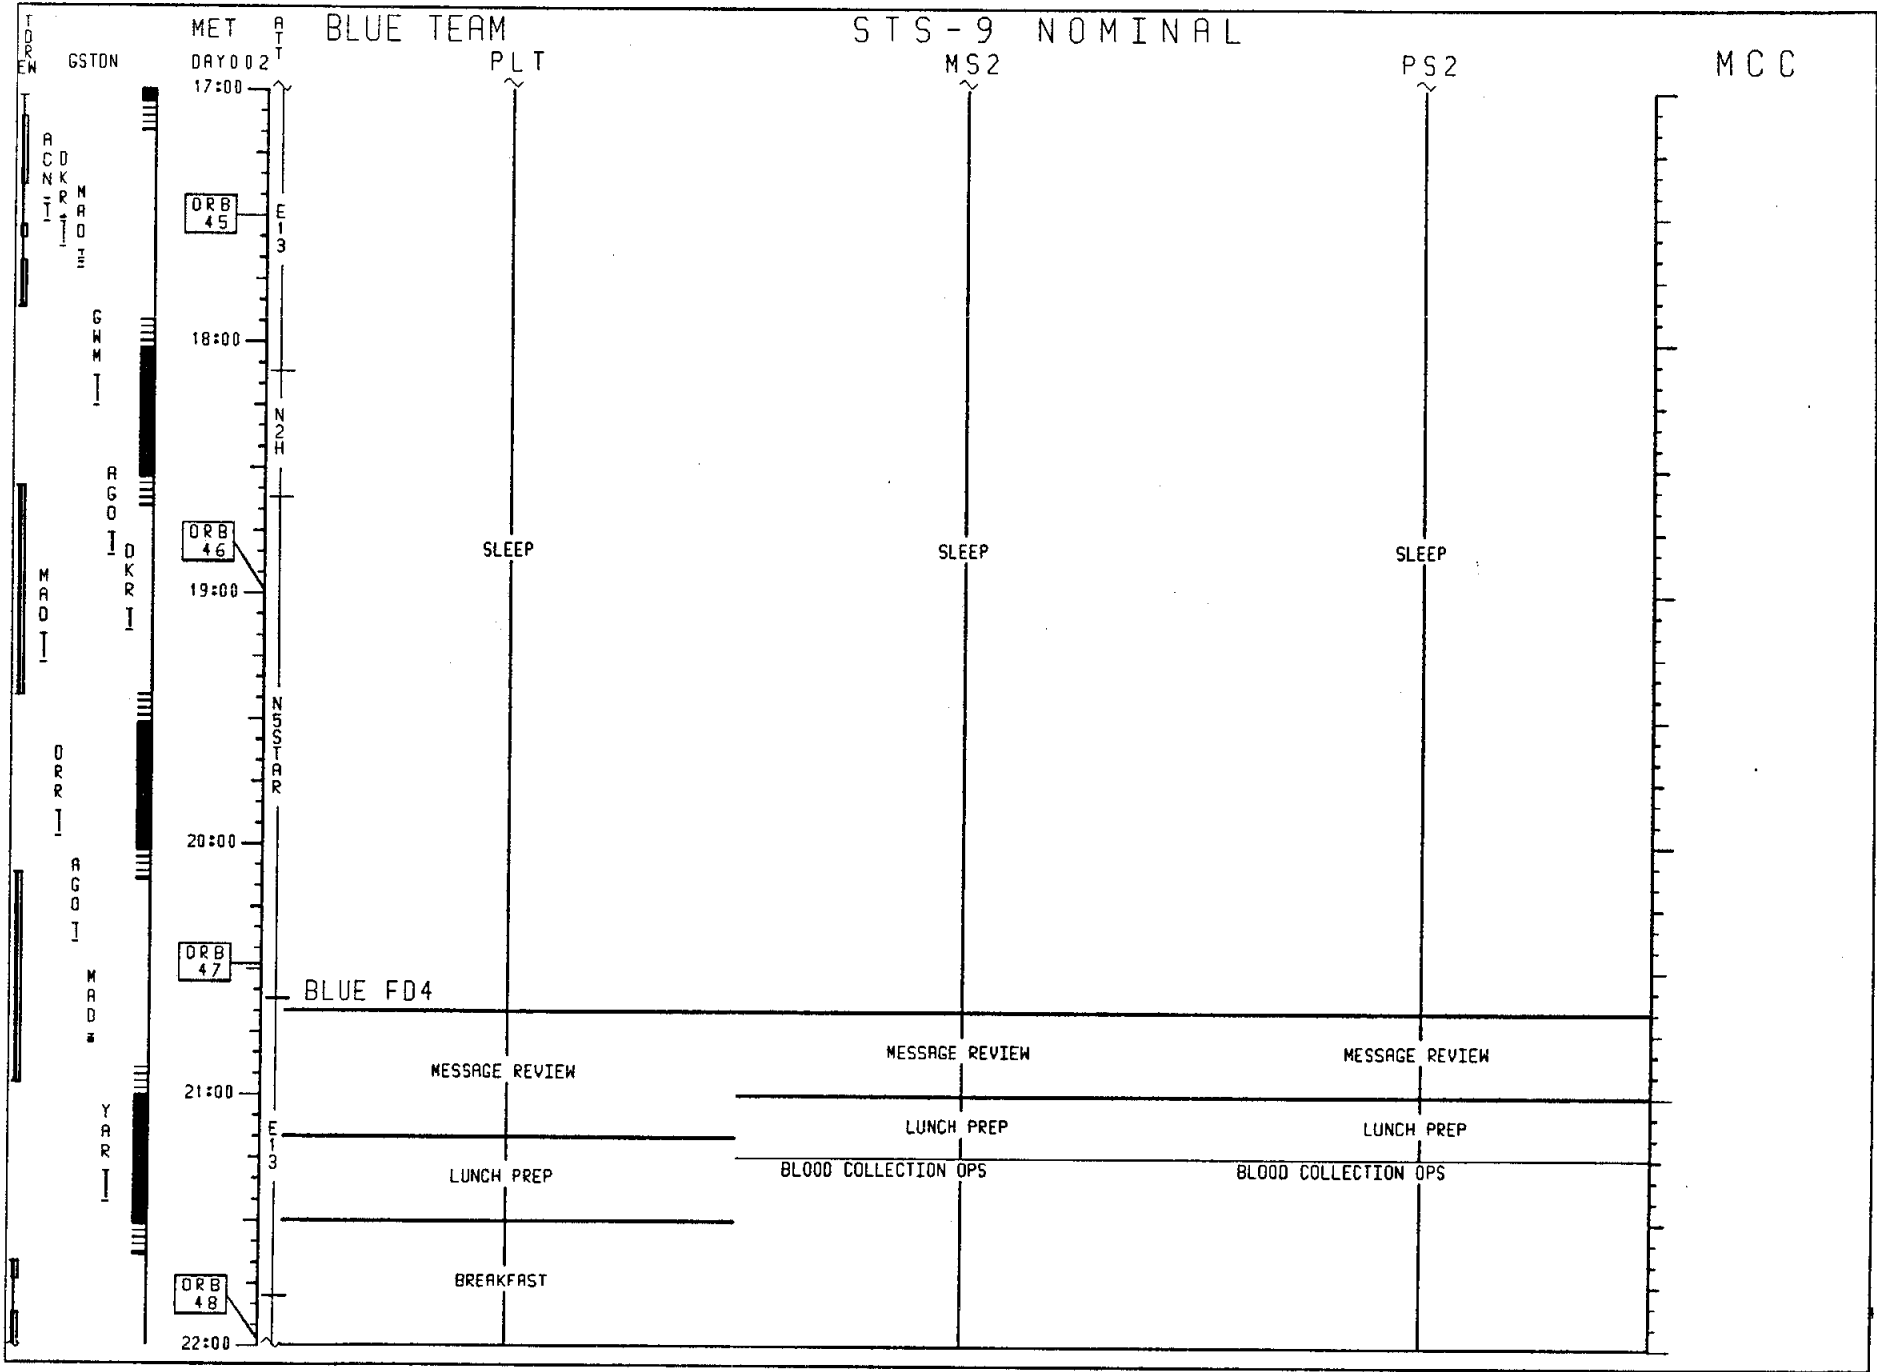 TDRS
EW
GSTDN
MET
DAY002
ATT
BLUE TEAM
STS-9 NOMINAL
PLT
MS2
PS2
MCC
17:00
ACN
DKR
MAD
ORB
45
E13
GWM
18:00
N2H
AGO
ORB
46
SLEEP
SLEEP
SLEEP
DKR
MAD
19:00
N5STAR
ORR
20:00
AGO
ORB
47
MAD
BLUE FD4
MESSAGE REVIEW
MESSAGE REVIEW
MESSAGE REVIEW
21:00
YAR
E13
LUNCH PREP
LUNCH PREP
LUNCH PREP
BLOOD COLLECTION OPS
BLOOD COLLECTION OPS
BREAKFAST
ORB
48
22:00